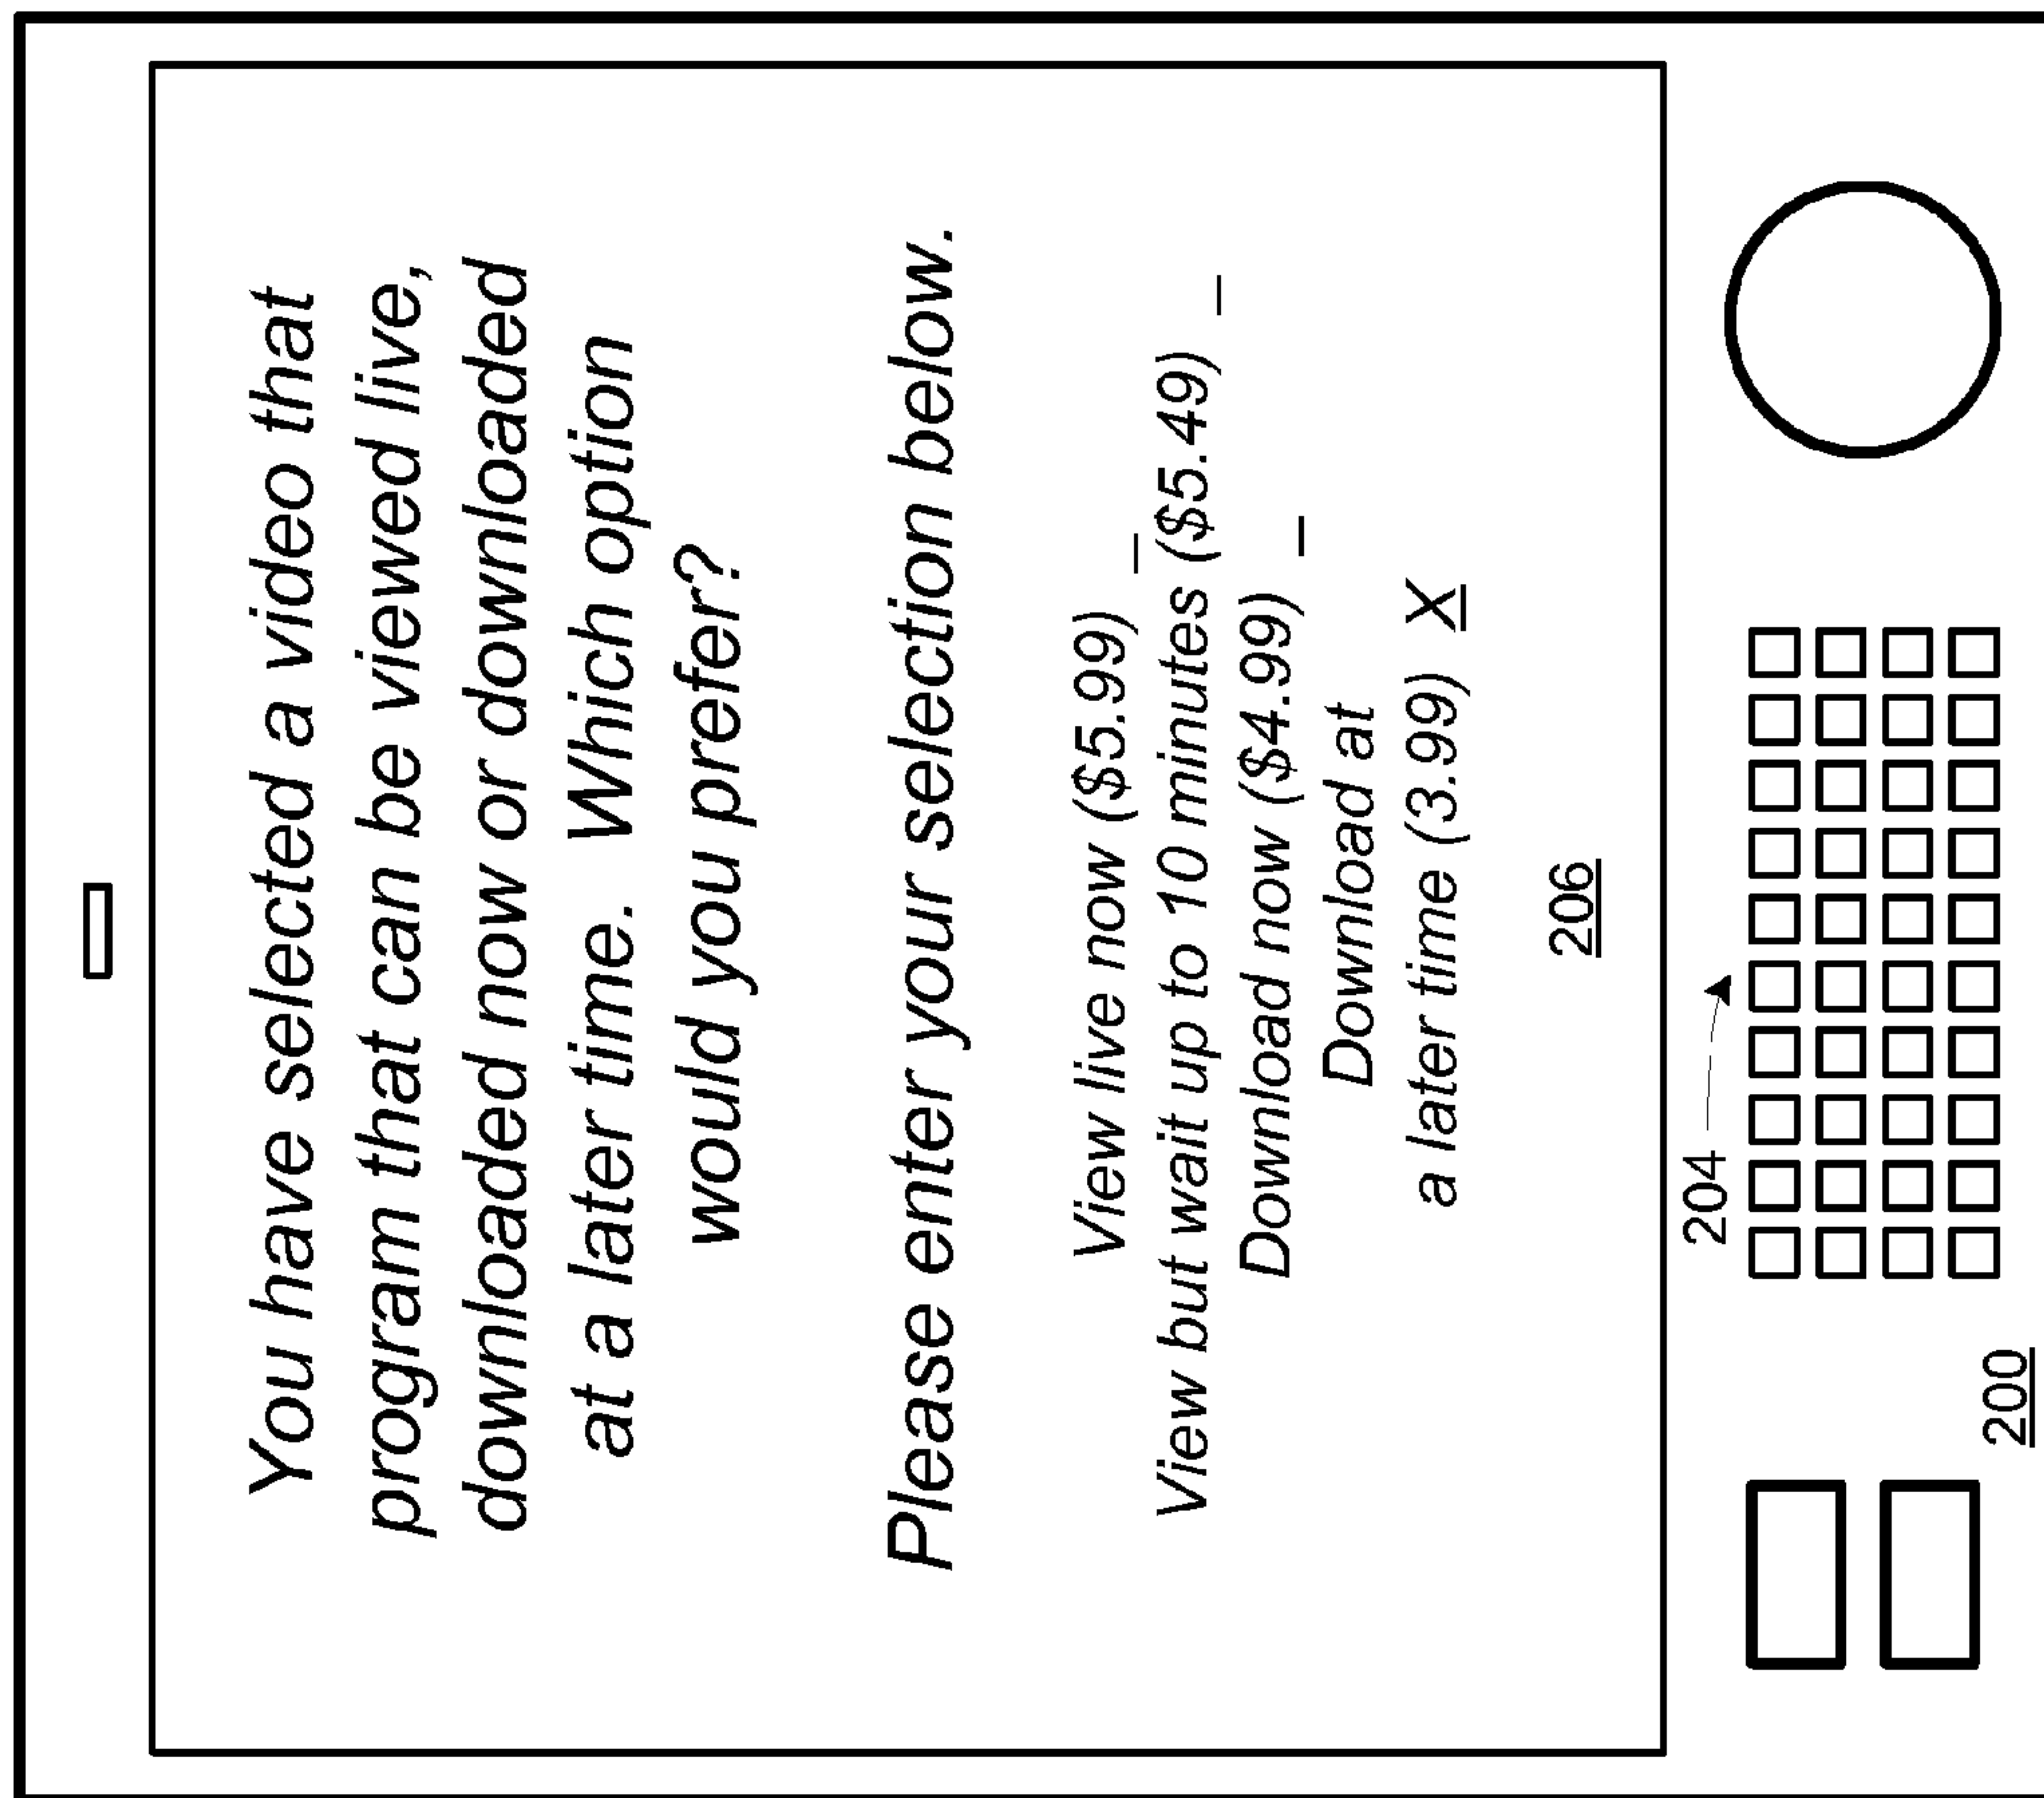 You have selected a video that
program that can be viewed live,
downloaded now or downloaded
at a later time. Which option
would you prefer?
Please enter your selection below.
View live now ($5.99) _
View but wait up to 10 minutes ($5.49) _
Download now ($4.99) _
Download at
a later time (3.99) X
206
204
200